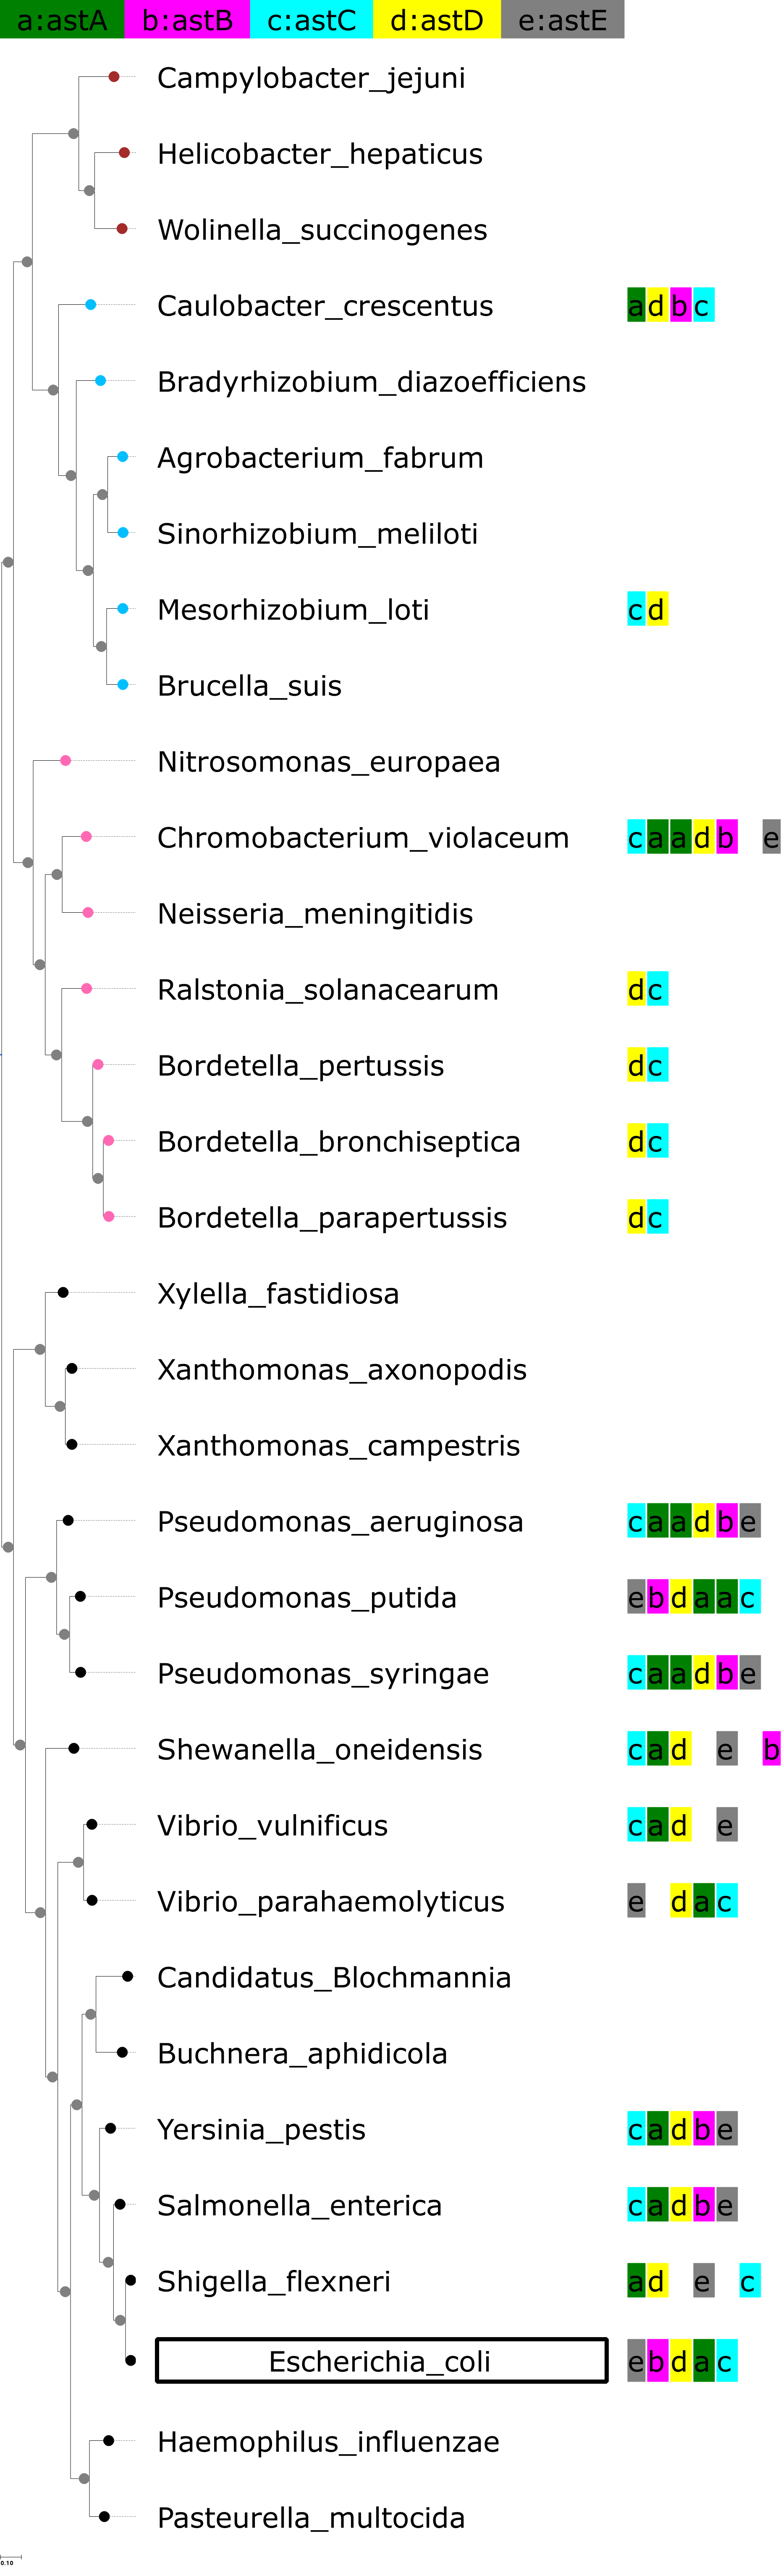 a:astA b:astB c:astC d:astD e:astE
Campylobacter_jejuni
Helicobacter_hepaticus
Wolinella_succinogenes
Caulobacter_crescentus a d b c
Bradyrhizobium_diazoefficiens
Agrobacterium_fabrum
Sinorhizobium_meliloti
Mesorhizobium_loti c d
Brucella_suis
Nitrosomonas_europaea
Chromobacterium_violaceum c a a d b e
Neisseria_meningitidis
Ralstonia_solanacearum d c
Bordetella_pertussis d c
Bordetella_bronchiseptica d c
Bordetella_parapertussis d c
Xylella_fastidiosa
Xanthomonas_axonopodis
Xanthomonas_campestris
Pseudomonas_aeruginosa c a a d b e
Pseudomonas_putida e b d a a c
Pseudomonas_syringae c a a d b e
Shewanella_oneidensis c a d e b
Vibrio_vulnificus c a d e
Vibrio_parahaemolyticus e d a c
Candidatus_Blochmannia
Buchnera_aphidicola
Yersinia_pestis c a d b e
Salmonella_enterica c a d b e
Shigella_flexneri a d e c
Escherichia_coli e b d a c
Haemophilus_influenzae
Pasteurella_multocida
0.10